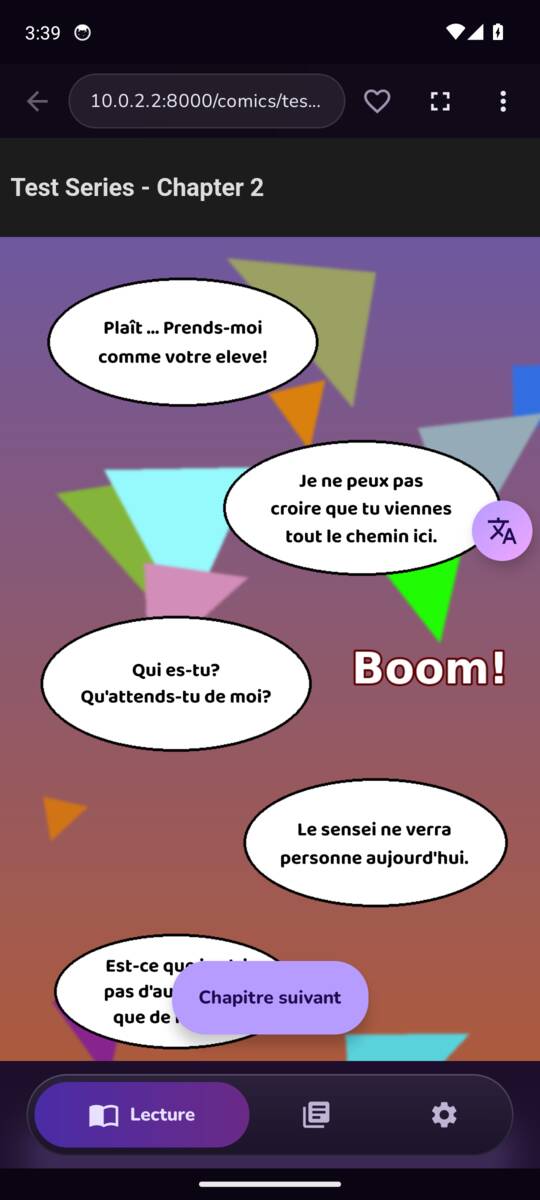 3:39
10.0.2.2:8000/comics/tes...
Test Series - Chapter 2
Plaît ... Prends-moi
comme votre eleve!
Je ne peux pas
croire que tu viennes
tout le chemin ici.
Qui es-tu?
Qu'attends-tu de moi?
Boom!
Le sensei ne verra
personne aujourd'hui.
Est-ce que
pas
que de
Chapitre suivant
Lecture